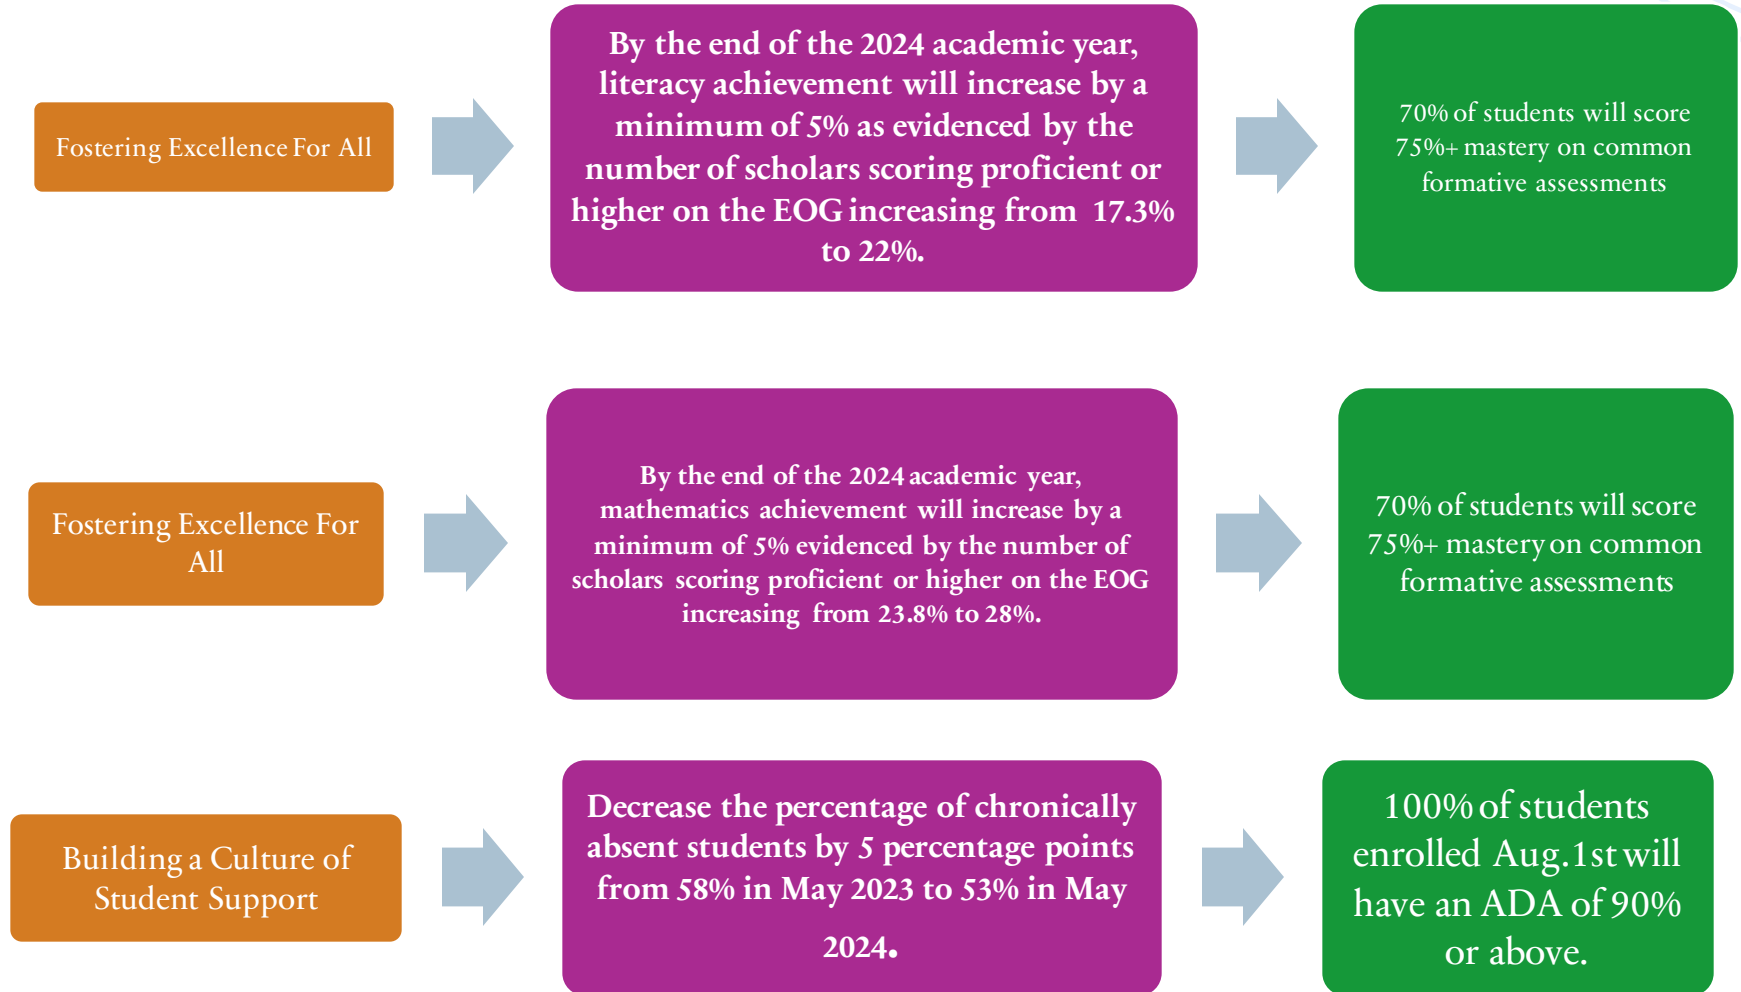 Fostering Excellence For All
By the end of the 2024 academic year,
literacy achievement will increase by a
minimum of 5% as evidenced by the
number of scholars scoring proficient or
higher on the EOG increasing from 17.3%
to 22%.
70% of students will score
75%+ mastery on common
formative assessments
Fostering Excellence For
All
By the end of the 2024 academic year,
mathematics achievement will increase by a
minimum of 5% evidenced by the number of
scholars scoring proficient or higher on the EOG
increasing from 23.8% to 28%.
70% of students will score
75%+ mastery on common
formative assessments
Building a Culture of
Student Support
Decrease the percentage of chronically
absent students by 5 percentage points
from 58% in May 2023 to 53% in May
2024.
100% of students
enrolled Aug.1st will
have an ADA of 90%
or above.